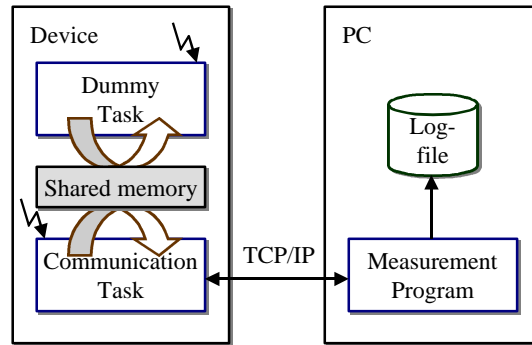 Device
Dummy
Task
Shared memory
Communication
Task
TCP/IP
PC
Log-
file
Measurement
Program